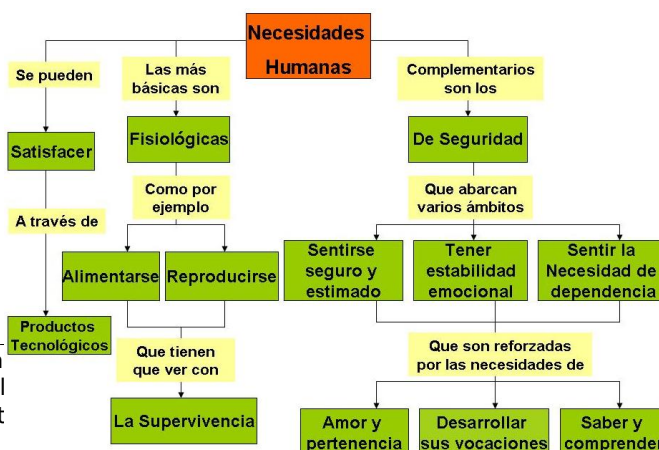 Necesidades
Humanas
Se pueden
Las más
básicas son
Complementarios
son los
Satisfacer
Fisiológicas
De Seguridad
A través de
Como por
ejemplo
Que abarcan
varios ámbitos
Alimentarse
Reproducirse
Sentirse
seguro y
estimado
Tener
estabilidad
emocional
Sentir la
Necesidad de
dependencia
Productos
Tecnológicos
Que tienen
que ver con
Que son reforzadas
por las necesidades de
La Supervivencia
Amor y
pertenencia
Desarrollar
sus vocaciones
Saber y
comprender